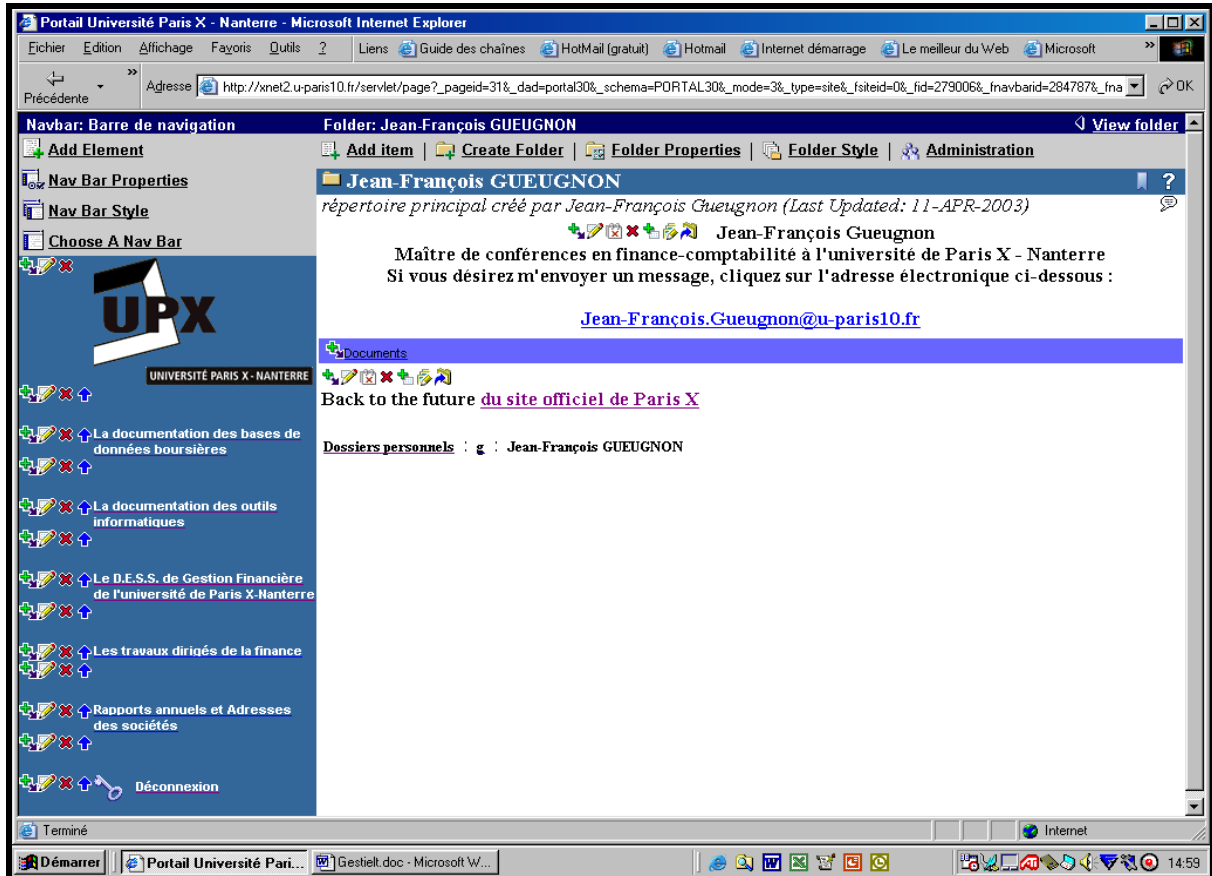 Portail Université Paris X - Nanterre - Microsoft Internet Explorer
Fichier Edition Affichage Favoris Outils ? Liens Guide des chaînes HotMail (gratuit) Hotmail Internet démarrage Le meilleur du Web Microsoft »
Précédente » Adresse http://xnet2.u-paris10.fr/servlet/page?_pageid=31&_dad=portal30&_schema=PORTAL30&_mode=3&_type=site&_fsiteid=0&_fid=279006&_fnavbarid=284787&_fna OK
Navbar: Barre de navigation
Add Element
Nav Bar Properties
Nav Bar Style
Choose A Nav Bar
UPX
UNIVERSITÉ PARIS X - NANTERRE
La documentation des bases de
données boursières
La documentation des outils
informatiques
Le D.E.S.S. de Gestion Financière
de l'université de Paris X-Nanterre
Les travaux dirigés de la finance
Rapports annuels et Adresses
des sociétés
Déconnexion
Folder: Jean-François GUEUGNON View folder
Add item | Create Folder | Folder Properties | Folder Style | Administration
Jean-François GUEUGNON ?
répertoire principal créé par Jean-François Gueugnon (Last Updated: 11-APR-2003)
Jean-François Gueugnon
Maître de conférences en finance-comptabilité à l'université de Paris X - Nanterre
Si vous désirez m'envoyer un message, cliquez sur l'adresse électronique ci-dessous :
Jean-François.Gueugnon@u-paris10.fr
Documents
Back to the future du site officiel de Paris X
Dossiers personnels : g : Jean-François GUEUGNON
Terminé Internet
Démarrer Portail Université Pari... Gestielt.doc - Microsoft W... 14:59